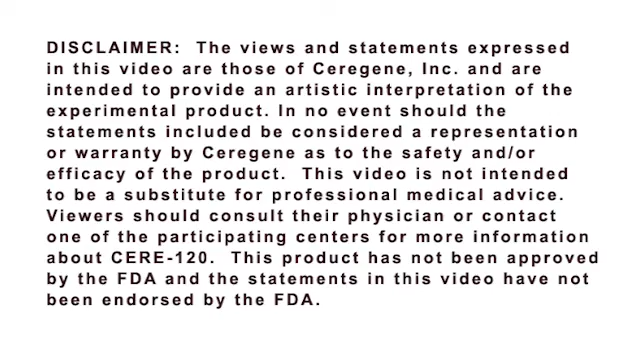 DISCLAIMER:  The views and statements expressed
in this video are those of Ceregene, Inc. and are
intended to provide an artistic interpretation of the
experimental product. In no event should the
statements included be considered a representation
or warranty by Ceregene as to the safety and/or
efficacy of the product.  This video is not intended
to be a substitute for professional medical advice.
Viewers should consult their physician or contact
one of the participating centers for more information
about CERE-120.  This product has not been approved
by the FDA and the statements in this video have not
been endorsed by the FDA.